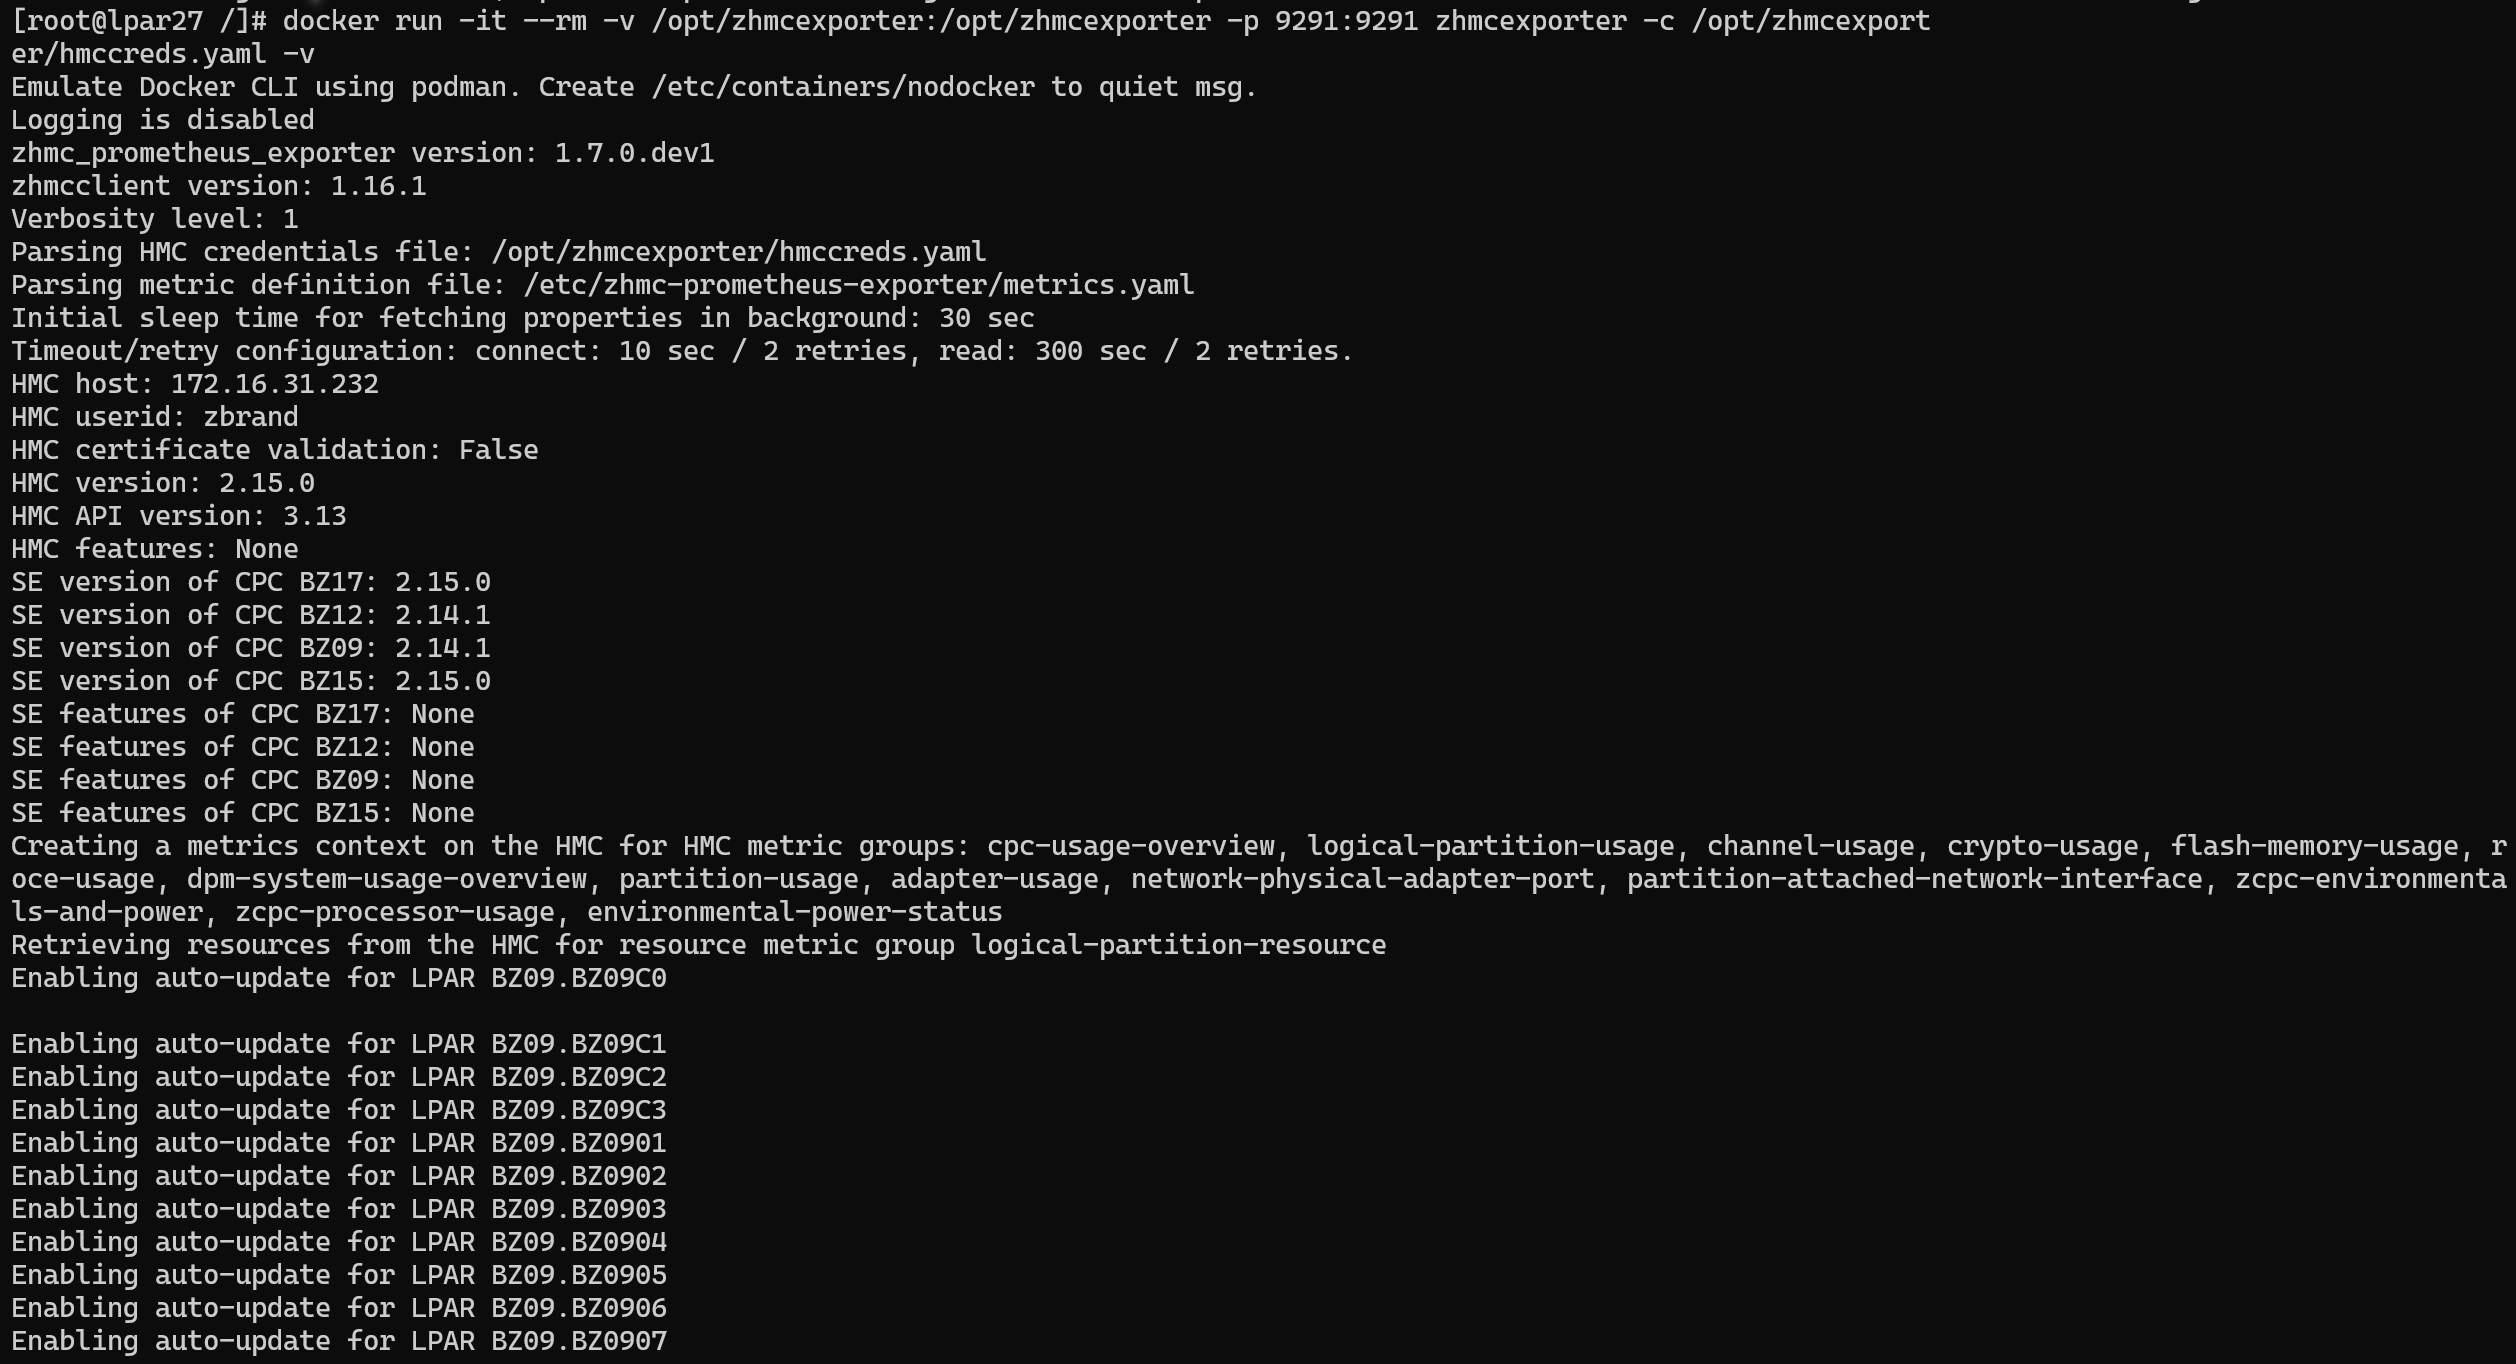 [root@lpar27 /]# docker run -it --rm -v /opt/zhmcexporter:/opt/zhmcexporter -p 9291:9291 zhmcexporter -c /opt/zhmcexport
er/hmccreds.yaml -v
Emulate Docker CLI using podman. Create /etc/containers/nodocker to quiet msg.
Logging is disabled
zhmc_prometheus_exporter version: 1.7.0.dev1
zhmcclient version: 1.16.1
Verbosity level: 1
Parsing HMC credentials file: /opt/zhmcexporter/hmccreds.yaml
Parsing metric definition file: /etc/zhmc-prometheus-exporter/metrics.yaml
Initial sleep time for fetching properties in background: 30 sec
Timeout/retry configuration: connect: 10 sec / 2 retries, read: 300 sec / 2 retries.
HMC host: 172.16.31.232
HMC userid: zbrand
HMC certificate validation: False
HMC version: 2.15.0
HMC API version: 3.13
HMC features: None
SE version of CPC BZ17: 2.15.0
SE version of CPC BZ12: 2.14.1
SE version of CPC BZ09: 2.14.1
SE version of CPC BZ15: 2.15.0
SE features of CPC BZ17: None
SE features of CPC BZ12: None
SE features of CPC BZ09: None
SE features of CPC BZ15: None
Creating a metrics context on the HMC for HMC metric groups: cpc-usage-overview, logical-partition-usage, channel-usage, crypto-usage, flash-memory-usage, r
oce-usage, dpm-system-usage-overview, partition-usage, adapter-usage, network-physical-adapter-port, partition-attached-network-interface, zcpc-environmenta
ls-and-power, zcpc-processor-usage, environmental-power-status
Retrieving resources from the HMC for resource metric group logical-partition-resource
Enabling auto-update for LPAR BZ09.BZ09C0
Enabling auto-update for LPAR BZ09.BZ09C1
Enabling auto-update for LPAR BZ09.BZ09C2
Enabling auto-update for LPAR BZ09.BZ09C3
Enabling auto-update for LPAR BZ09.BZ0901
Enabling auto-update for LPAR BZ09.BZ0902
Enabling auto-update for LPAR BZ09.BZ0903
Enabling auto-update for LPAR BZ09.BZ0904
Enabling auto-update for LPAR BZ09.BZ0905
Enabling auto-update for LPAR BZ09.BZ0906
Enabling auto-update for LPAR BZ09.BZ0907